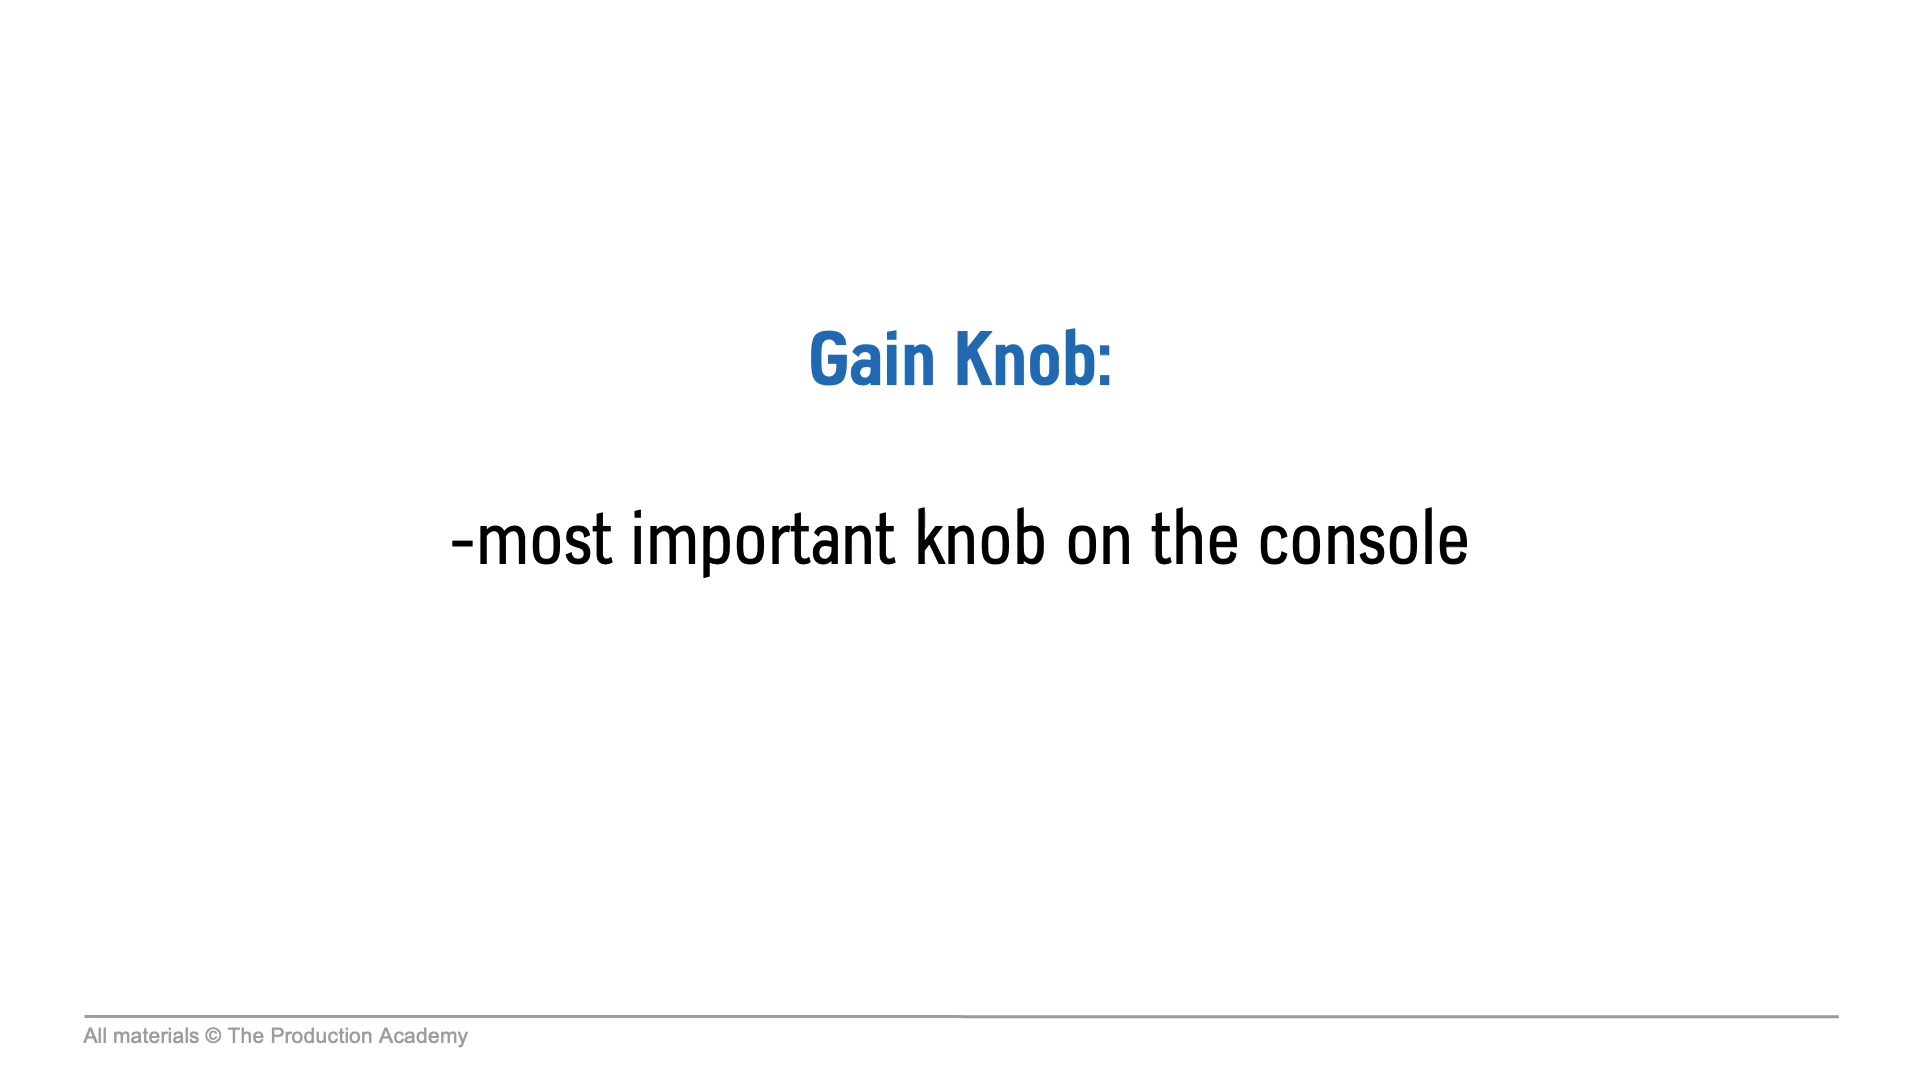 Gain Knob:
-most important knob on the console
All materials © The Production Academy